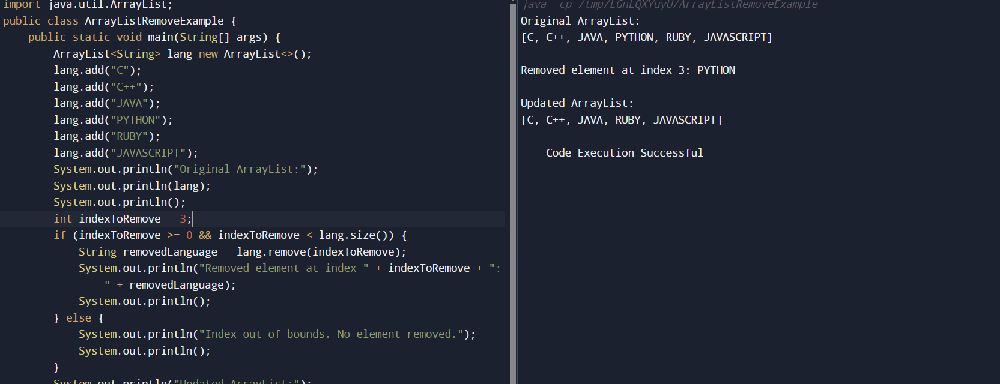 import java.util.ArrayList;
public class ArrayListRemoveExample {
public static void main(String[] args) {
ArrayList<String> lang=new ArrayList<>();
lang.add("C");
lang.add("C++");
lang.add("JAVA");
lang.add("PYTHON");
lang.add("RUBY");
lang.add("JAVASCRIPT");
System.out.println("Original ArrayList:");
System.out.println(lang);
System.out.println();
int indexToRemove = 3;
if (indexToRemove >= 0 && indexToRemove < lang.size()) {
String removedLanguage = lang.remove(indexToRemove);
System.out.println("Removed element at index " + indexToRemove + ":
" + removedLanguage);
System.out.println();
} else {
System.out.println("Index out of bounds. No element removed.");
System.out.println();
}
System.out.println("Updated ArrayList:");
java -cp /tmp/LGnLQXYuyU/ArrayListRemoveExample
Original ArrayList:
[C, C++, JAVA, PYTHON, RUBY, JAVASCRIPT]
Removed element at index 3: PYTHON
Updated ArrayList:
[C, C++, JAVA, RUBY, JAVASCRIPT]
=== Code Execution Successful ===